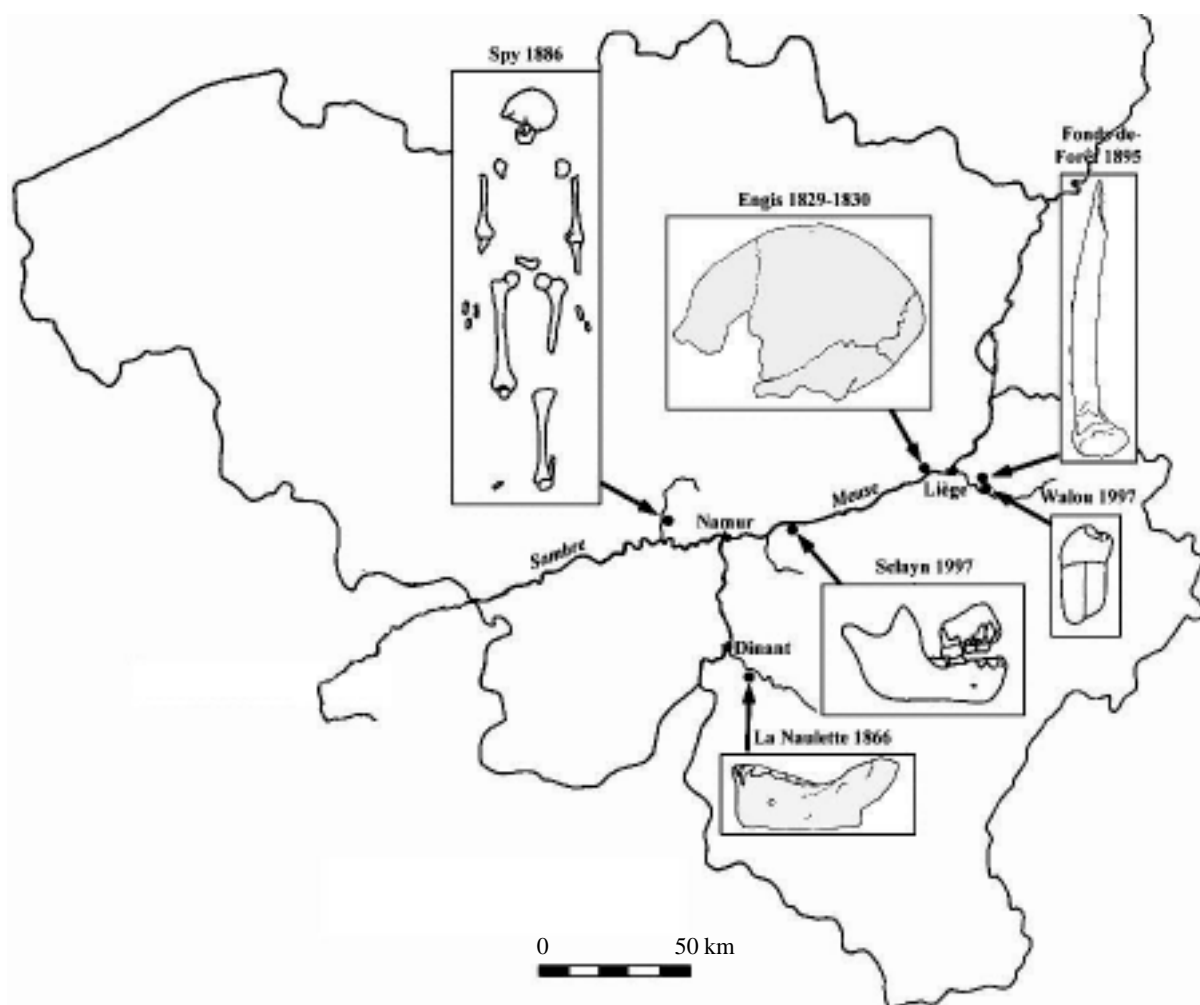 Spy 1886
Fonds-de-
Forêt 1895
Engis 1829-1830
Meuse
Liège
Walou 1997
Namur
Sambre
Sclayn 1997
Dinant
La Naulette 1866
0 50 km